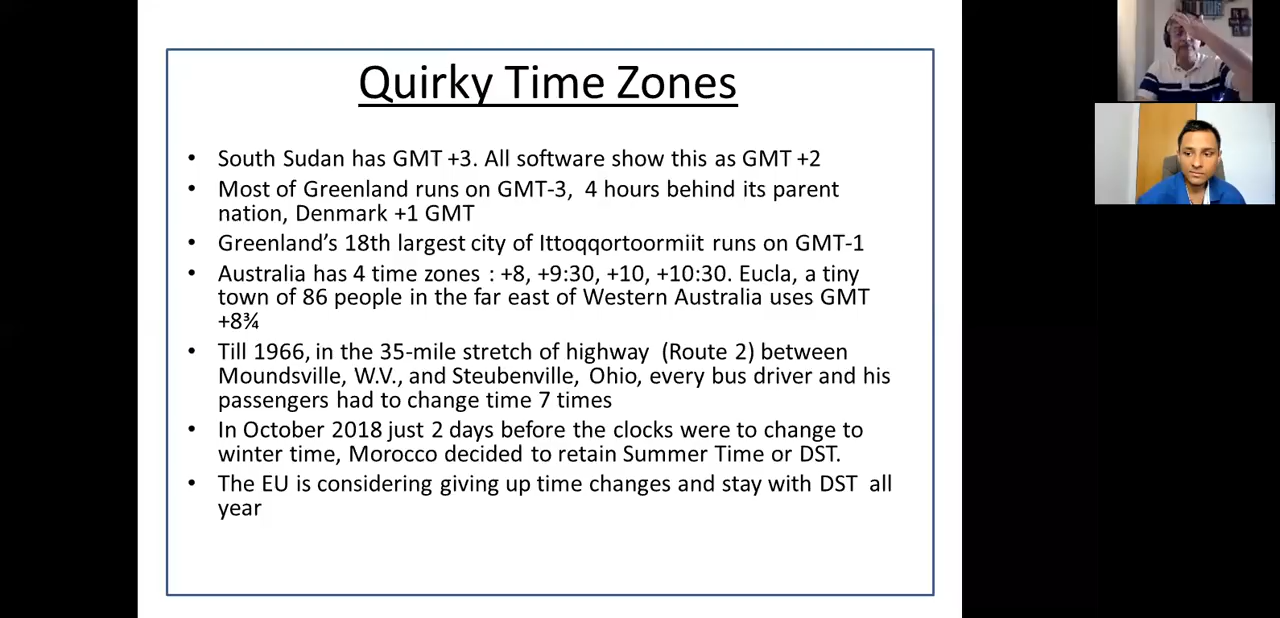 Quirky Time Zones
• South Sudan has GMT +3. All software show this as GMT +2
• Most of Greenland runs on GMT-3,  4 hours behind its parent
nation, Denmark +1 GMT
• Greenland's 18th largest city of Ittoqqortoormiit runs on GMT-1
• Australia has 4 time zones : +8, +9:30, +10, +10:30. Eucla, a tiny
town of 86 people in the far east of Western Australia uses GMT
+8¾
• Till 1966, in the 35-mile stretch of highway  (Route 2) between
Moundsville, W.V., and Steubenville, Ohio, every bus driver and his
passengers had to change time 7 times
• In October 2018 just 2 days before the clocks were to change to
winter time, Morocco decided to retain Summer Time or DST.
• The EU is considering giving up time changes and stay with DST  all
year